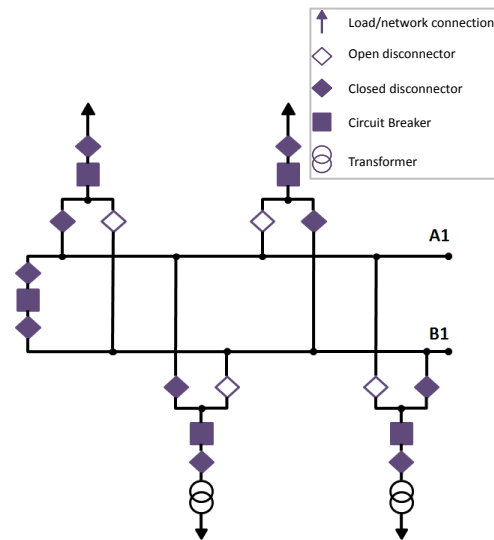 Load/network connection
Open disconnector
Closed disconnector
Circuit Breaker
Transformer
A1
B1